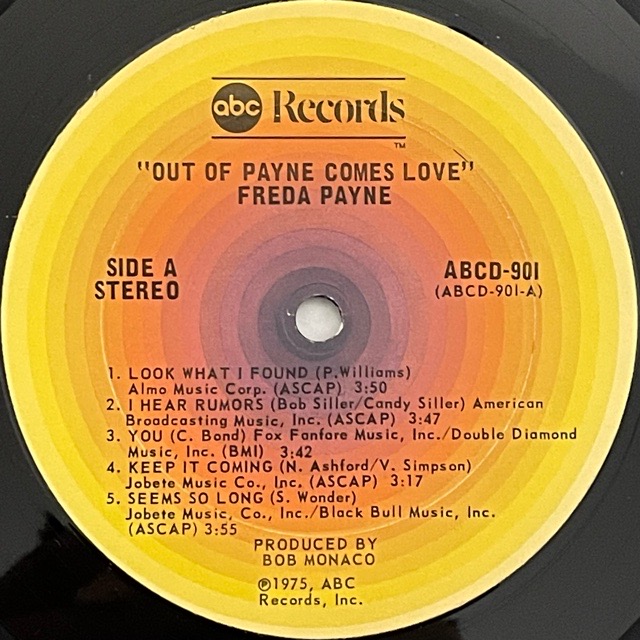 abc Records
TM
"OUT OF PAYNE COMES LOVE"
FREDA PAYNE
SIDE A
STEREO
ABCD-901
(ABCD-901-A)
1. LOOK WHAT I FOUND (P. Williams)
Almo Music Corp. (ASCAP) 3:50
2. I HEAR RUMORS (Bob Siller/Candy Siller) American
Broadcasting Music, Inc. (ASCAP) 3:47
3. YOU (C. Bond) Fox Fanfare Music, Inc./Double Diamond
Music, Inc. (BMI) 3:42
4. KEEP IT COMING (N. Ashford/V. Simpson)
Jobete Music Co., Inc. (ASCAP) 3:17
5. SEEMS SO LONG (S. Wonder)
Jobete Music, Co., Inc./Black Bull Music, Inc.
(ASCAP) 3:55
PRODUCED BY
BOB MONACO
℗1975, ABC
Records, Inc.